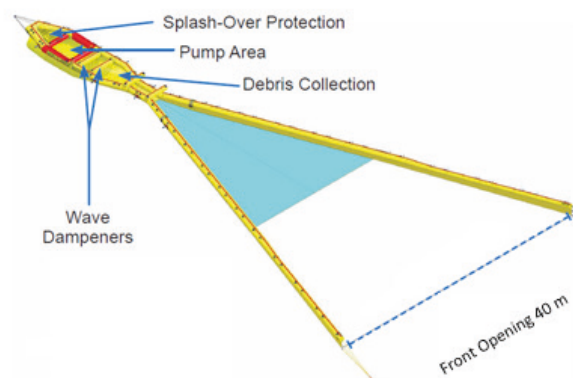 Splash-Over Protection
Pump Area
Debris Collection
Wave
Dampeners
Front Opening 40 m